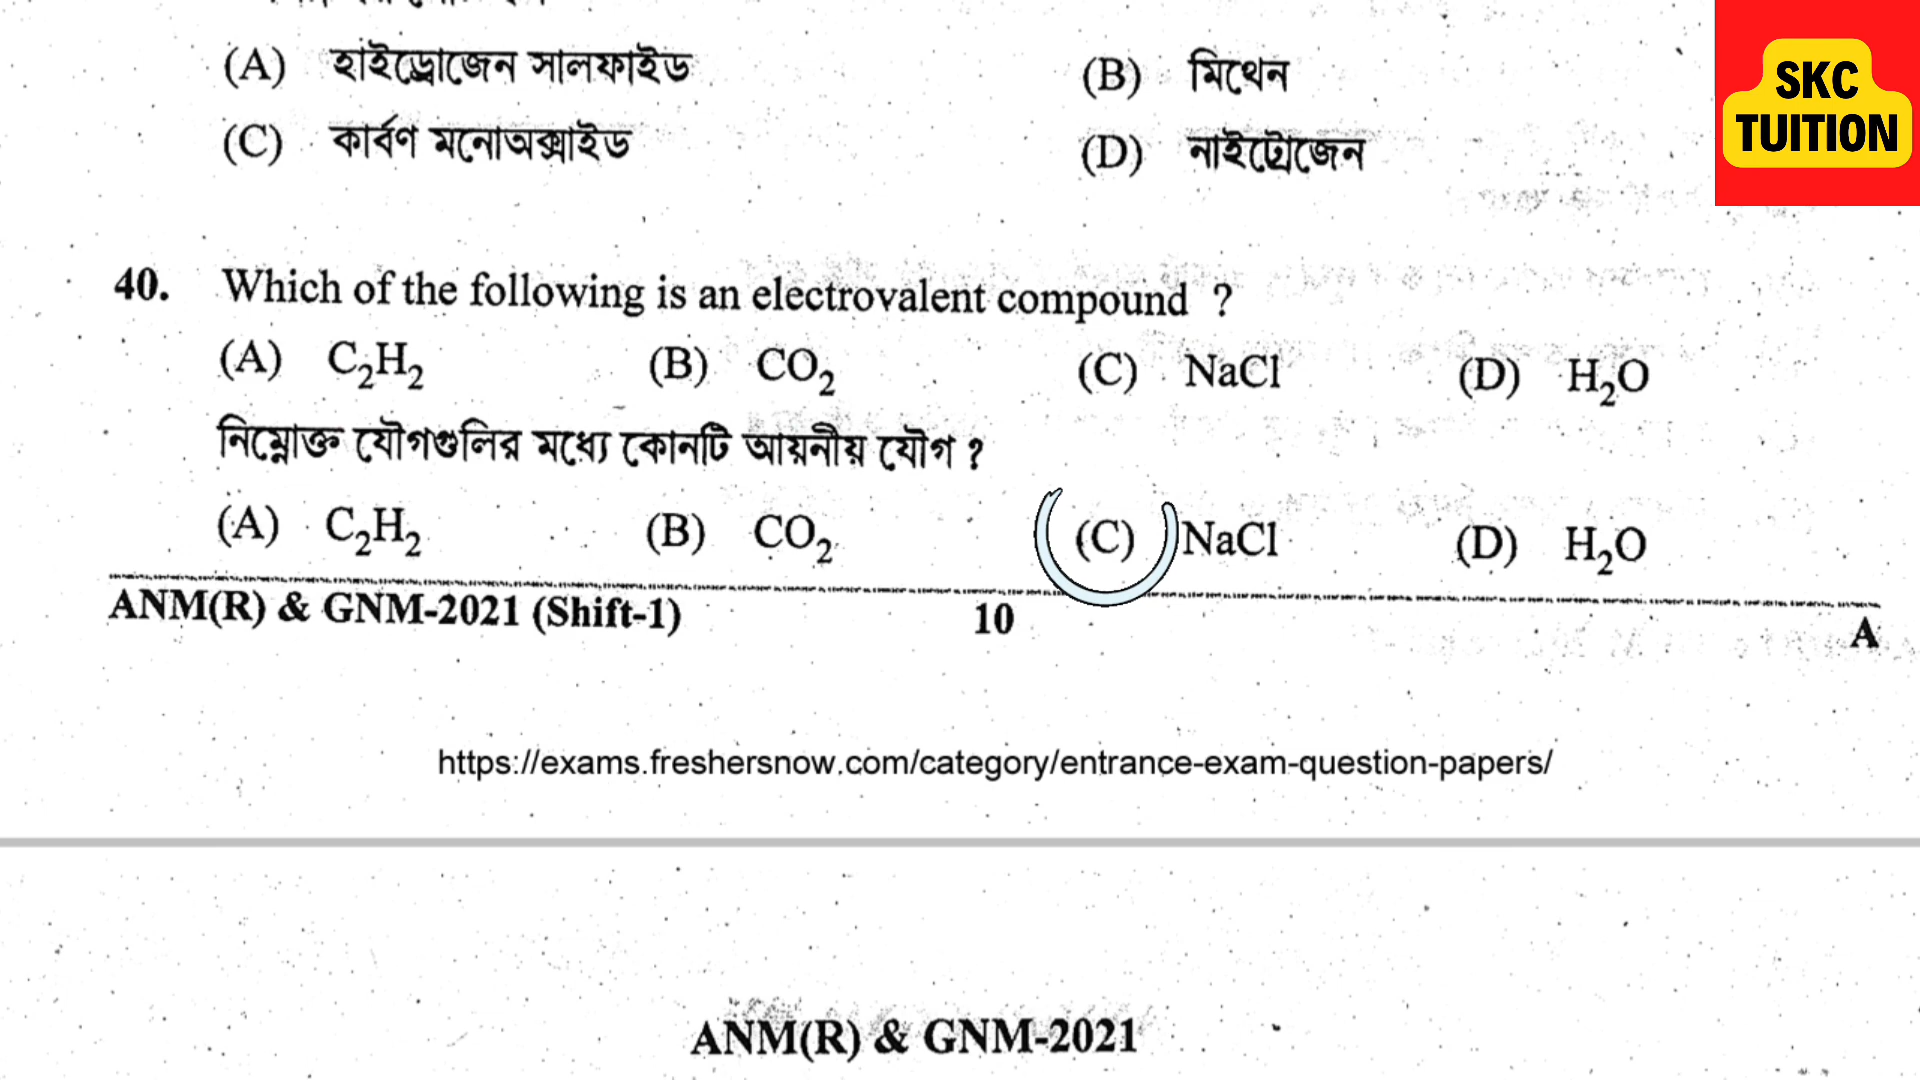 (A) হাইড্রোজেন সালফাইড (B) মিথেন
(C) কার্বণ মনোঅক্সাইড (D) নাইট্রোজেন
SKC
TUITION
40. Which of the following is an electrovalent compound ?
(A) C₂H₂ (B) CO₂ (C) NaCl (D) H₂O
নিম্নোক্ত যৌগগুলির মধ্যে কোনটি আয়নীয় যৌগ ?
(A) C₂H₂ (B) CO₂ (C) NaCl (D) H₂O
ANM(R) & GNM-2021 (Shift-1) 10 A
https://exams.freshersnow.com/category/entrance-exam-question-papers/
ANM(R) & GNM-2021